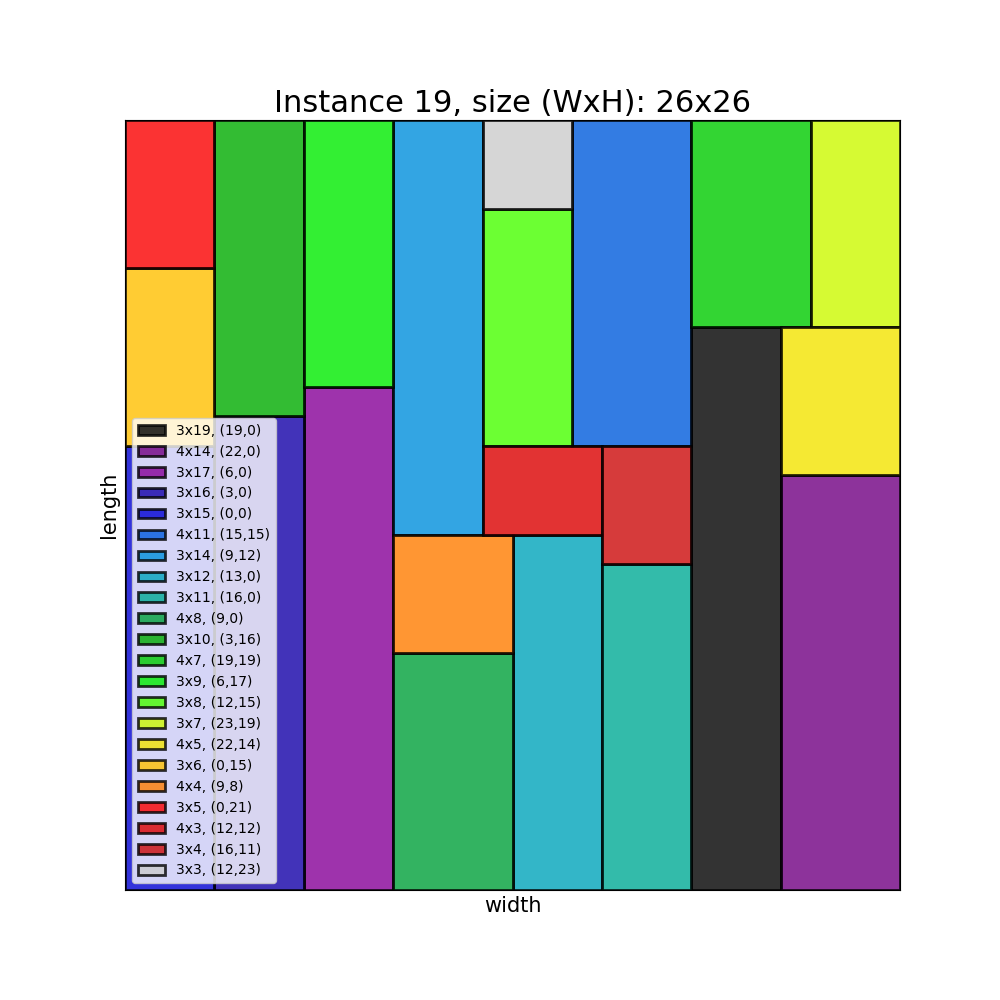 Instance 19, size (WxH): 26x26
length
3x19, (19,0)
4x14, (22,0)
3x17, (6,0)
3x16, (3,0)
3x15, (0,0)
4x11, (15,15)
3x14, (9,12)
3x12, (13,0)
3x11, (16,0)
4x8, (9,0)
3x10, (3,16)
4x7, (19,19)
3x9, (6,17)
3x8, (12,15)
3x7, (23,19)
4x5, (22,14)
3x6, (0,15)
4x4, (9,8)
3x5, (0,21)
4x3, (12,12)
3x4, (16,11)
3x3, (12,23)
width